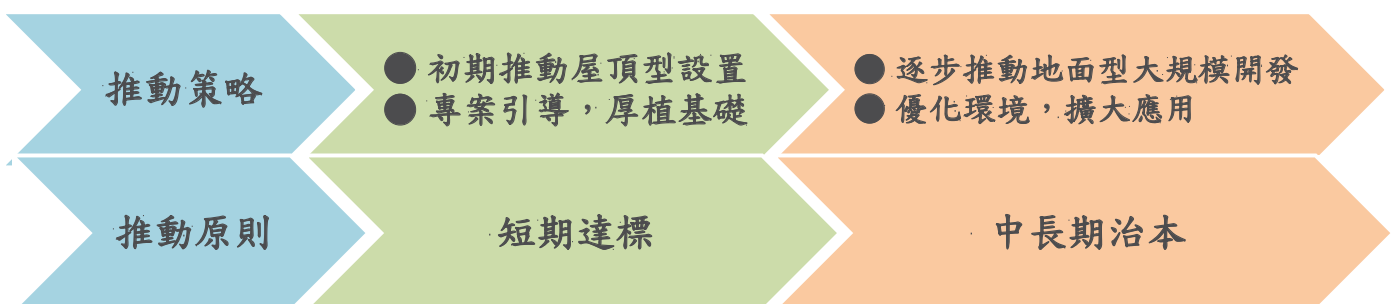 推動策略
● 初期推動屋頂型設置
● 專案引導，厚植基礎
● 逐步推動地面型大規模開發
● 優化環境，擴大應用
推動原則
短期達標
中長期治本